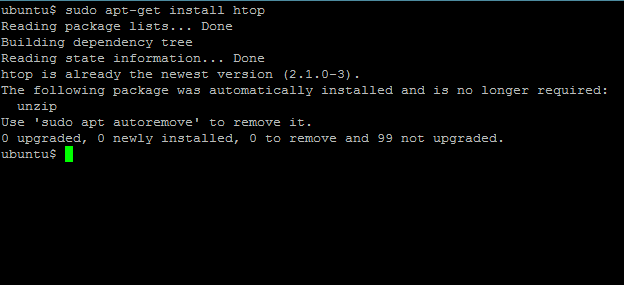 ubuntu$ sudo apt-get install htop
Reading package lists... Done
Building dependency tree
Reading state information... Done
htop is already the newest version (2.1.0-3).
The following package was automatically installed and is no longer required:
  unzip
Use 'sudo apt autoremove' to remove it.
0 upgraded, 0 newly installed, 0 to remove and 99 not upgraded.
ubuntu$